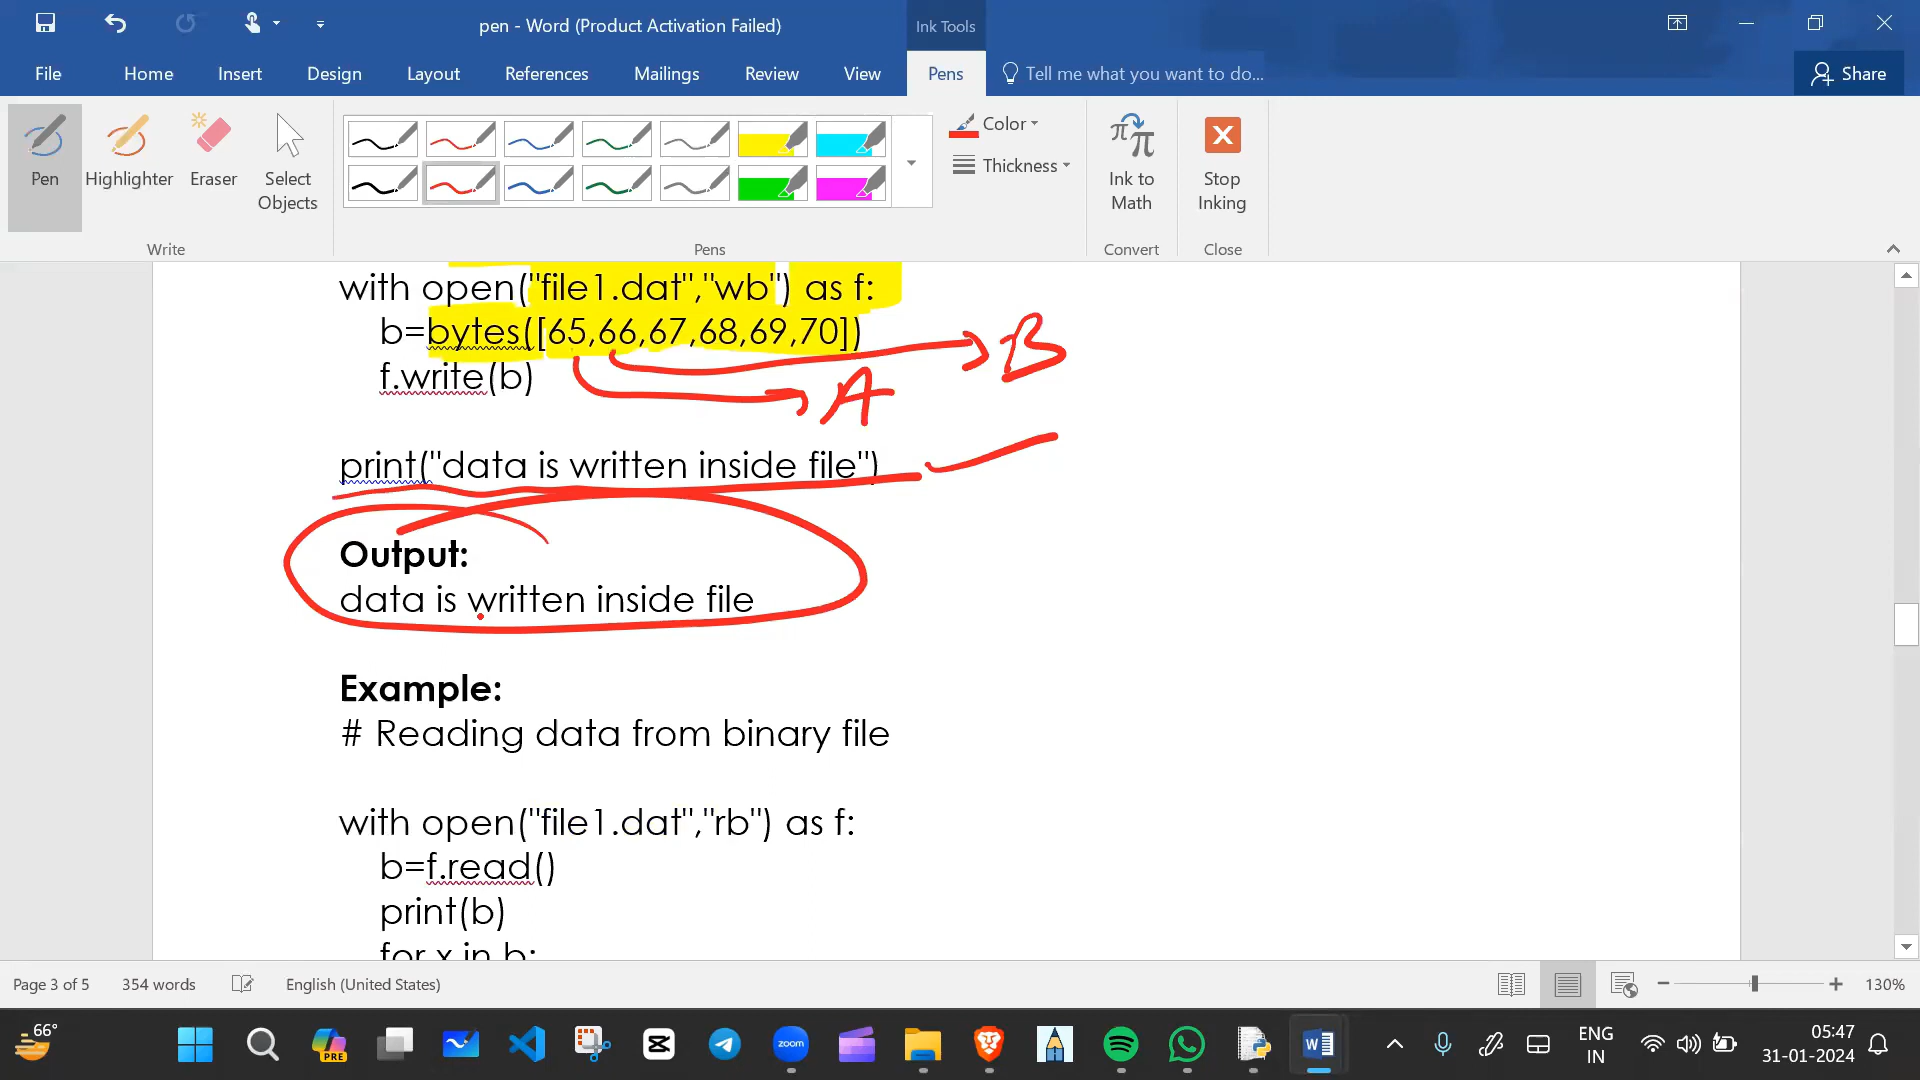 pen - Word (Product Activation Failed)
Ink Tools
File
Home
Insert
Design
Layout
References
Mailings
Review
View
Pens
Tell me what you want to do...
Share
Pen
Highlighter
Eraser
Select
Objects
Color
Thickness
Ink to
Math
Stop
Inking
Write
Pens
Convert
Close
with open("file1.dat","wb") as f:
b=bytes([65,66,67,68,69,70])
B
f.write(b)
A
print("data is written inside file")
Output:
data is written inside file
Example:
# Reading data from binary file
with open("file1.dat","rb") as f:
b=f.read()
print(b)
for x in b:
Page 3 of 5
354 words
English (United States)
130%
66°
PRE
zoom
W
ENG
IN
05:47
31-01-2024